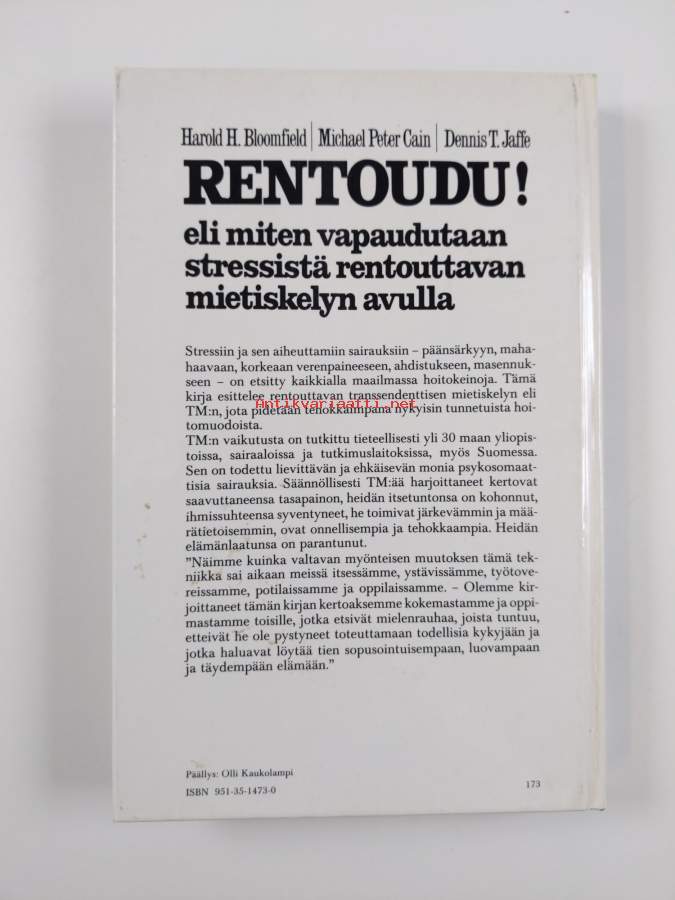 Harold H. Bloomfield | Michael Peter Cain | Dennis T. Jaffe
RENTOUDU!
eli miten vapaudutaan
stressistä rentouttavan
mietiskelyn avulla
Stressiin ja sen aiheuttamiin sairauksiin – päänsärkyyn, maha-
haavaan, korkeaan verenpaineeseen, ahdistukseen, masennuk-
seen – on etsitty kaikkialla maailmassa hoitokeinoja. Tämä
kirja esittelee rentouttavan transsendenttisen mietiskelyn eli
TM:n, jota pidetään tehokkaimpana nykyisin tunnetuista hoi-
tomuodoista.
Antikvariaatti.net
TM:n vaikutusta on tutkittu tieteellisesti yli 30 maan yliopis-
toissa, sairaaloissa ja tutkimuslaitoksissa, myös Suomessa.
Sen on todettu lievittävän ja ehkäisevän monia psykosomaat-
tisia sairauksia. Säännöllisesti TM:ää harjoittaneet kertovat
saavuttaneensa tasapainon, heidän itsetuntonsa on kohonnut,
ihmissuhteensa syventyneet, he toimivat järkevämmin ja mää-
rätietoisemmin, ovat onnellisempia ja tehokkaampia. Heidän
elämänlaatunsa on parantunut.
”Näimme kuinka valtavan myönteisen muutoksen tämä tek-
niikka sai aikaan meissä itsessämme, ystävissämme, työtove-
reissamme, potilaissamme ja oppilaissamme. – Olemme kir-
joittaneet tämän kirjan kertoaksemme kokemastamme ja oppi-
mastamme toisille, jotka etsivät mielenrauhaa, joista tuntuu,
etteivät he ole pystyneet toteuttamaan todellisia kykyjään ja
jotka haluavat löytää tien sopusointuisempaan, luovampaan
ja täydempään elämään.”
Päällys: Olli Kaukolampi
ISBN 951-35-1473-0
173